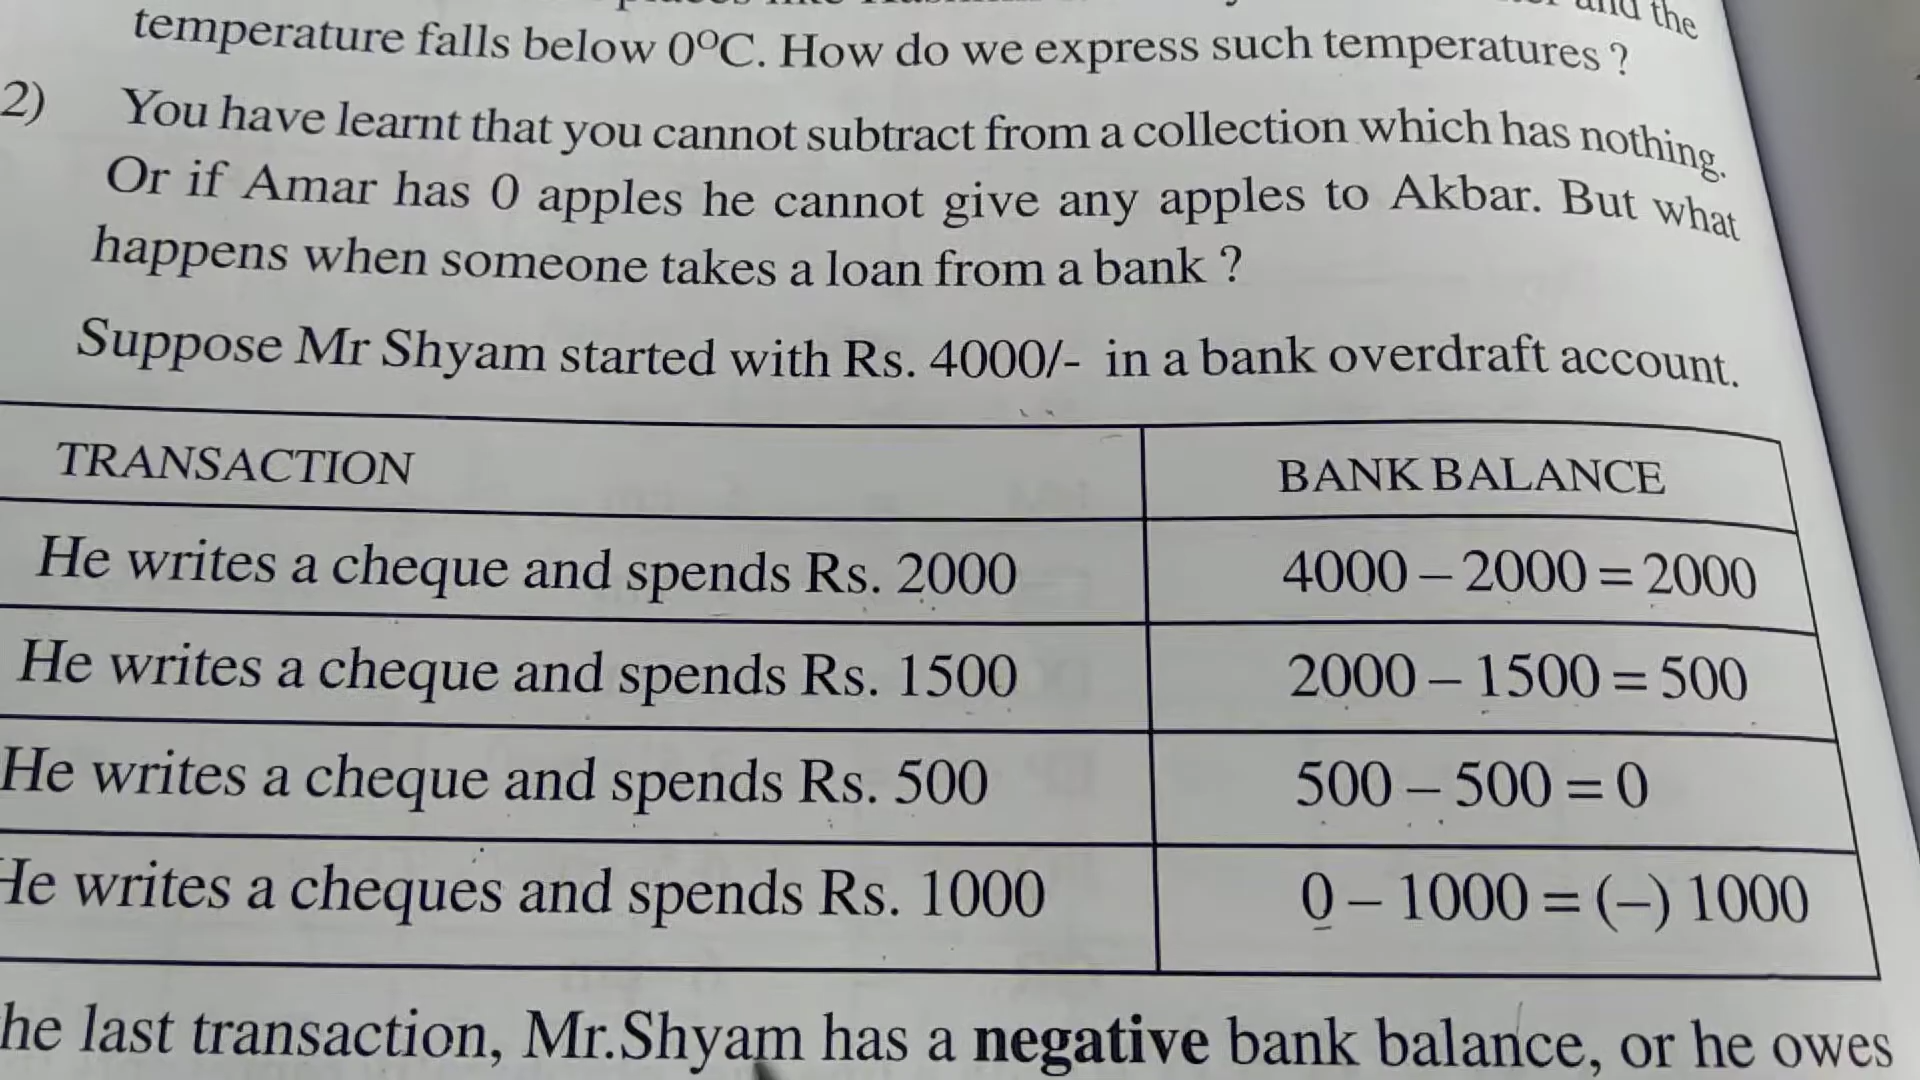 and the
temperature falls below 0°C. How do we express such temperatures ?
2) You have learnt that you cannot subtract from a collection which has nothing.
Or if Amar has 0 apples he cannot give any apples to Akbar. But what
happens when someone takes a loan from a bank ?
Suppose Mr Shyam started with Rs. 4000/- in a bank overdraft account.
TRANSACTION BANK BALANCE
He writes a cheque and spends Rs. 2000 4000 – 2000 = 2000
He writes a cheque and spends Rs. 1500 2000 – 1500 = 500
He writes a cheque and spends Rs. 500 500 – 500 = 0
He writes a cheques and spends Rs. 1000 0 – 1000 = (–) 1000
he last transaction, Mr.Shyam has a negative bank balance, or he owes